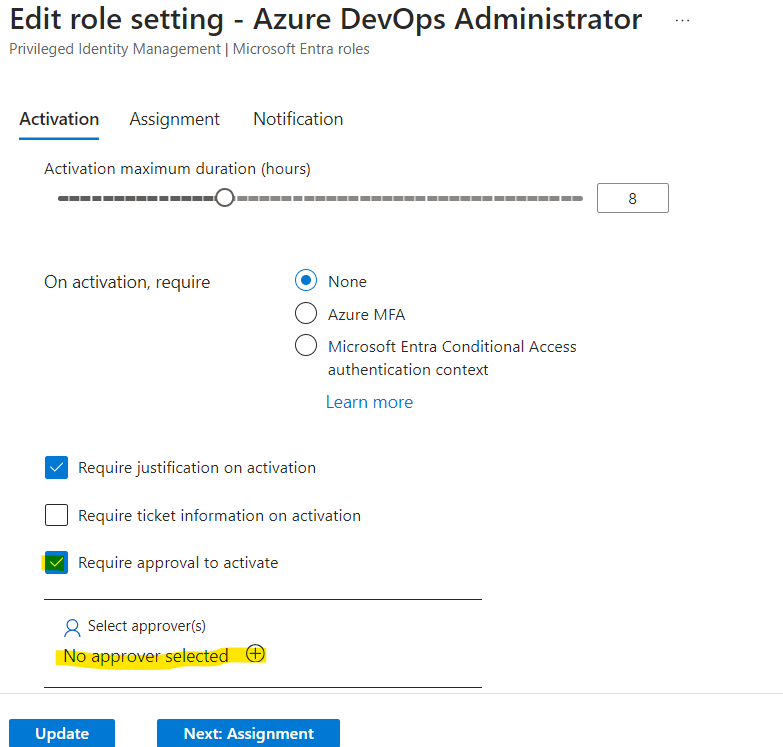 Edit role setting - Azure DevOps Administrator ...
Privileged Identity Management | Microsoft Entra roles
Activation Assignment Notification
Activation maximum duration (hours)
8
On activation, require
None
Azure MFA
Microsoft Entra Conditional Access
authentication context
Learn more
Require justification on activation
Require ticket information on activation
Require approval to activate
Select approver(s)
No approver selected
Update Next: Assignment